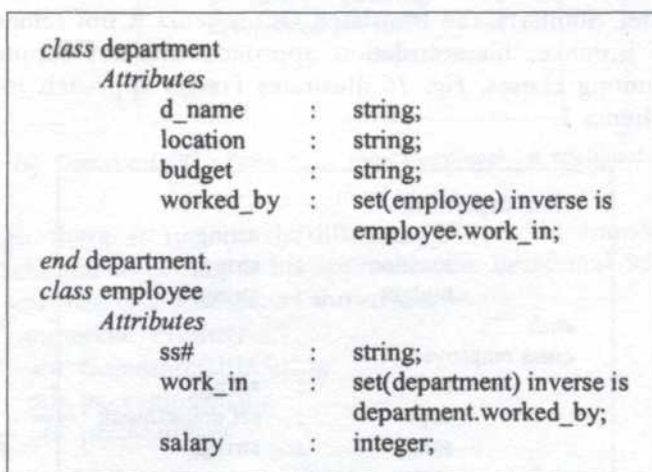 class department
Attributes
d_name : string;
location : string;
budget : string;
worked_by : set(employee) inverse is
employee.work_in;
end department.
class employee
Attributes
ss# : string;
work_in : set(department) inverse is
department.worked_by;
salary : integer;